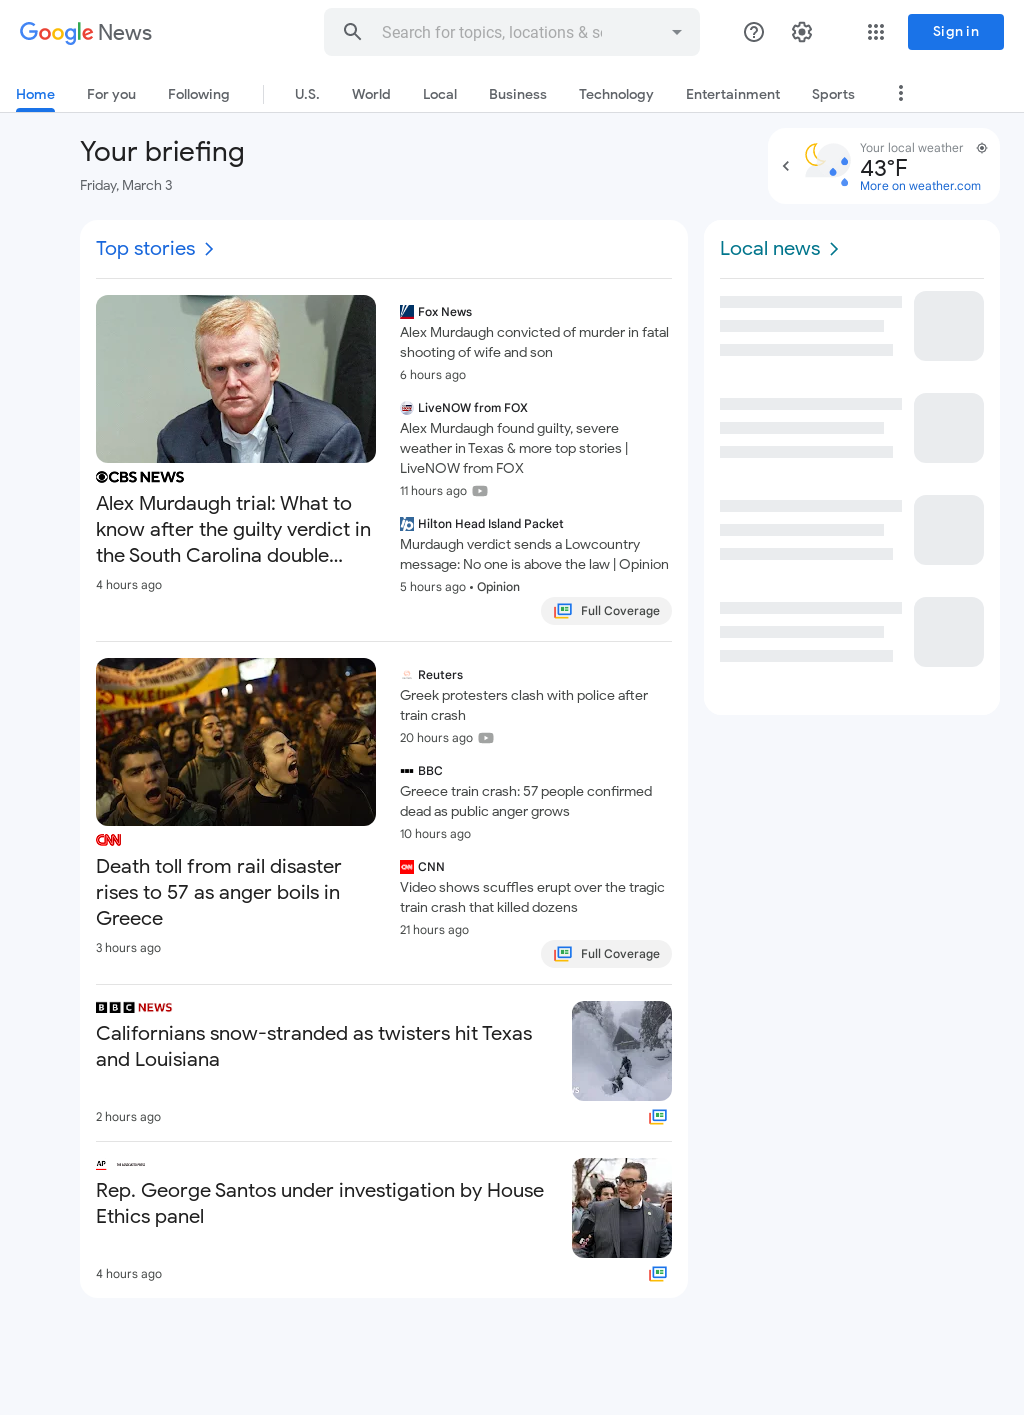 Google News
Search for topics, locations & so
Sign in
Home
For you
Following
U.S.
World
Local
Business
Technology
Entertainment
Sports
Your briefing
Friday, March 3
Your local weather
43°F
More on weather.com
Top stories
CBS NEWS
Alex Murdaugh trial: What to
know after the guilty verdict in
the South Carolina double...
4 hours ago
Fox News
Alex Murdaugh convicted of murder in fatal
shooting of wife and son
6 hours ago
LiveNOW from FOX
Alex Murdaugh found guilty, severe
weather in Texas & more top stories |
LiveNOW from FOX
11 hours ago
Hilton Head Island Packet
Murdaugh verdict sends a Lowcountry
message: No one is above the law | Opinion
5 hours ago • Opinion
Full Coverage
CNN
Death toll from rail disaster
rises to 57 as anger boils in
Greece
3 hours ago
Reuters
Greek protesters clash with police after
train crash
20 hours ago
BBC
Greece train crash: 57 people confirmed
dead as public anger grows
10 hours ago
CNN
Video shows scuffles erupt over the tragic
train crash that killed dozens
21 hours ago
Full Coverage
BBC NEWS
Californians snow-stranded as twisters hit Texas
and Louisiana
2 hours ago
AP
Rep. George Santos under investigation by House
Ethics panel
4 hours ago
Local news